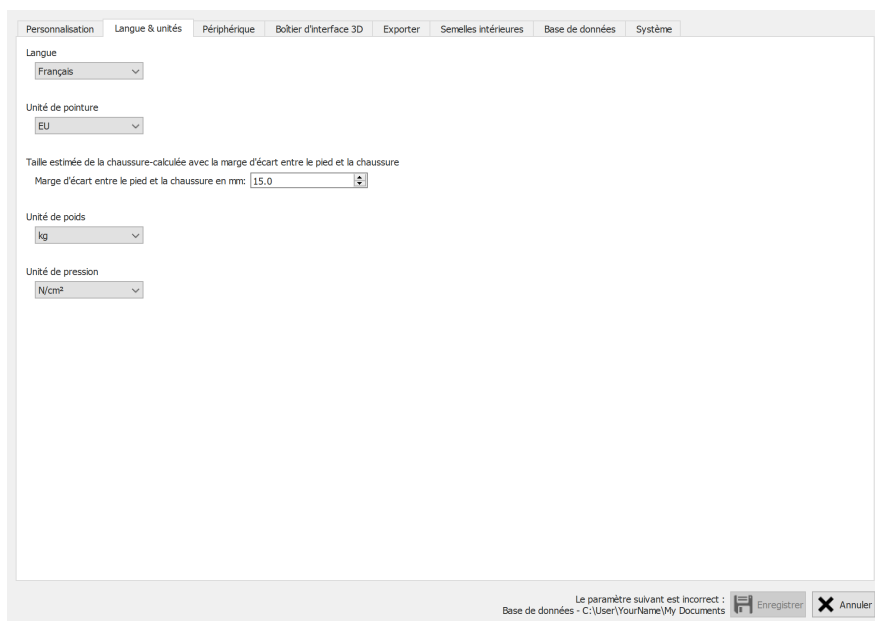 Personnalisation Langue & unités Périphérique Boîtier d'interface 3D Exporter Semelles intérieures Base de données Système
Langue
Français
Unité de pointure
EU
Taille estimée de la chaussure-calculée avec la marge d'écart entre le pied et la chaussure
Marge d'écart entre le pied et la chaussure en mm: 15.0
Unité de poids
kg
Unité de pression
N/cm²
Le paramètre suivant est incorrect :
Base de données - C:\User\YourName\My Documents
Enregistrer
Annuler